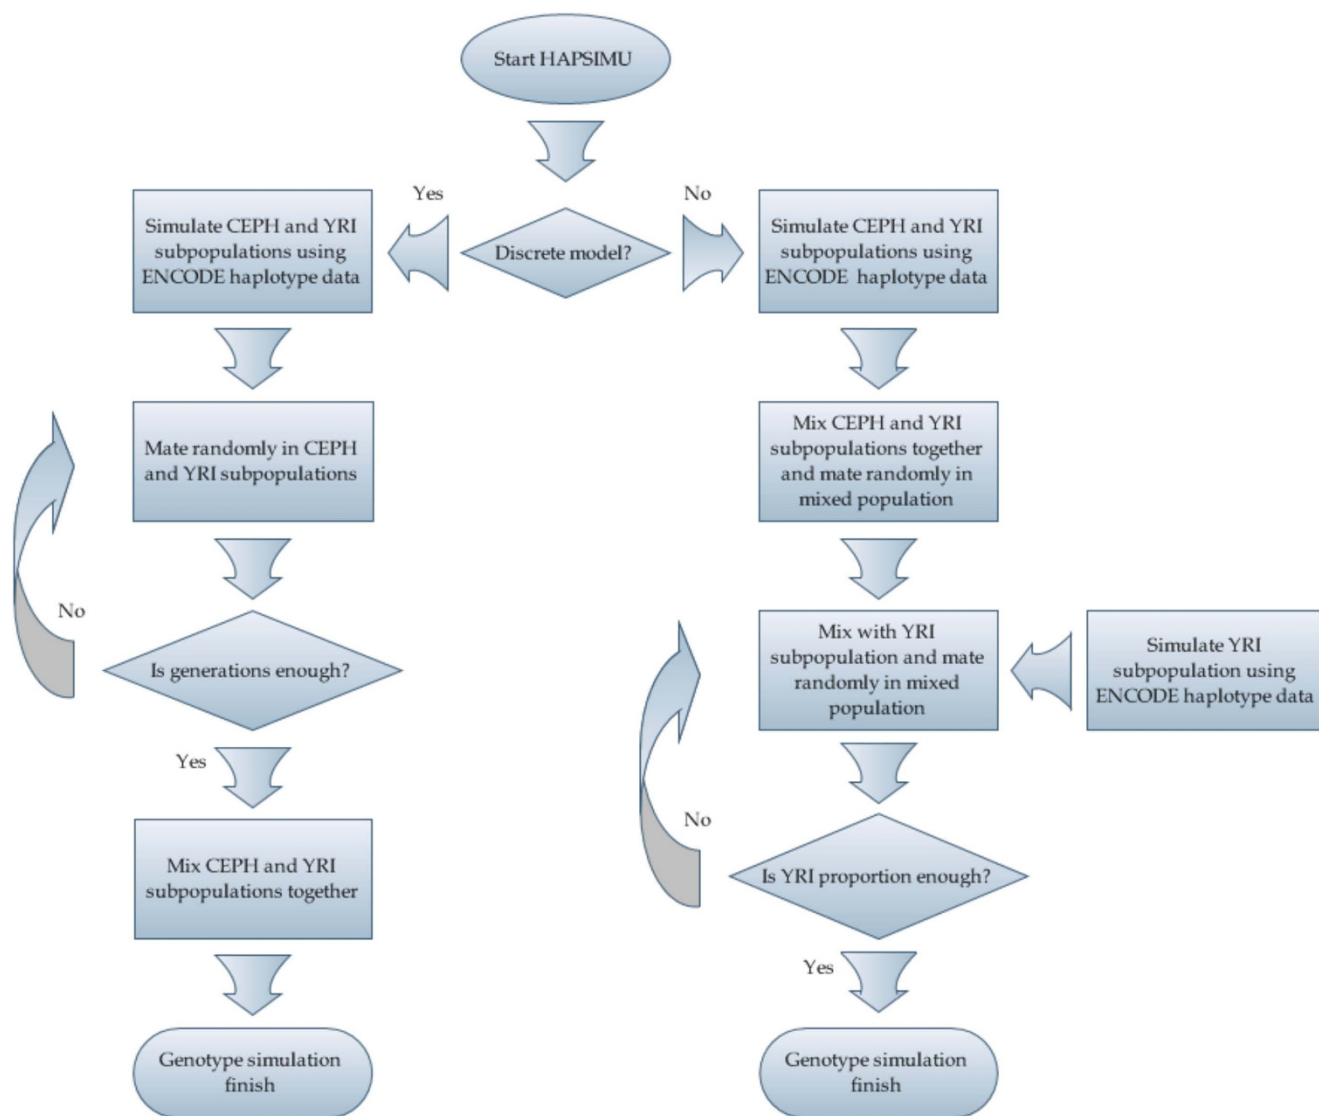 Start HAPSIMU
Yes
No
Discrete model?
Simulate CEPH and YRI
subpopulations using
ENCODE haplotype data
Simulate CEPH and YRI
subpopulations using
ENCODE haplotype data
Mate randomly in CEPH
and YRI subpopulations
Mix CEPH and YRI
subpopulations together
and mate randomly in
mixed population
No
Is generations enough?
Mix with YRI
subpopulation and mate
randomly in mixed
population
Simulate YRI
subpopulation using
ENCODE haplotype data
Yes
Mix CEPH and YRI
subpopulations together
No
Is YRI proportion enough?
Yes
Genotype simulation
finish
Genotype simulation
finish